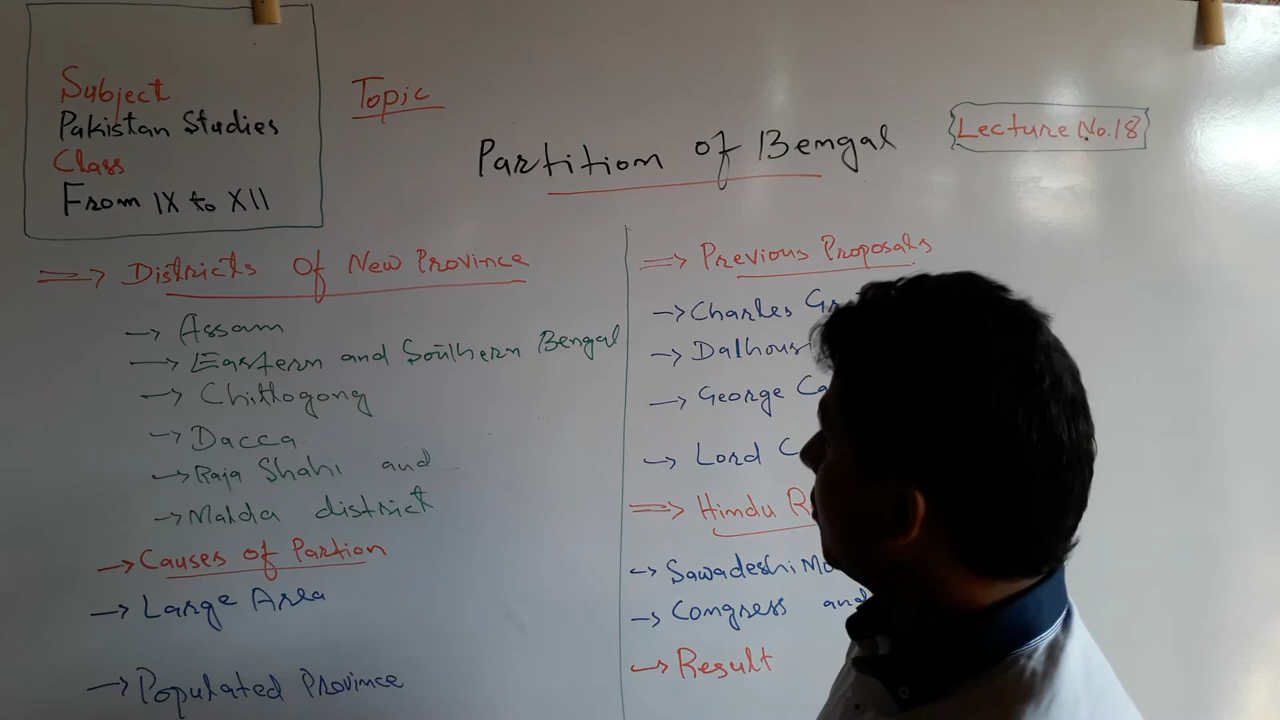 Subject
Pakistan Studies
Class
From IX to XII
Topic
Partition of Bengal
Lecture No.18
=> Districts Of New Province
-> Assam
-> Eastern and Southern Bengal
-> Chittogong
-> Dacca
-> Raja Shahi and
-> Malda district
-> Causes of Partion
-> Large Area
-> Populated Province
=> Previous Proposals
-> Charles
-> 
-> George
-> Lord
=> Hindu
-> Sawadeshi
-> Congress and
-> Result